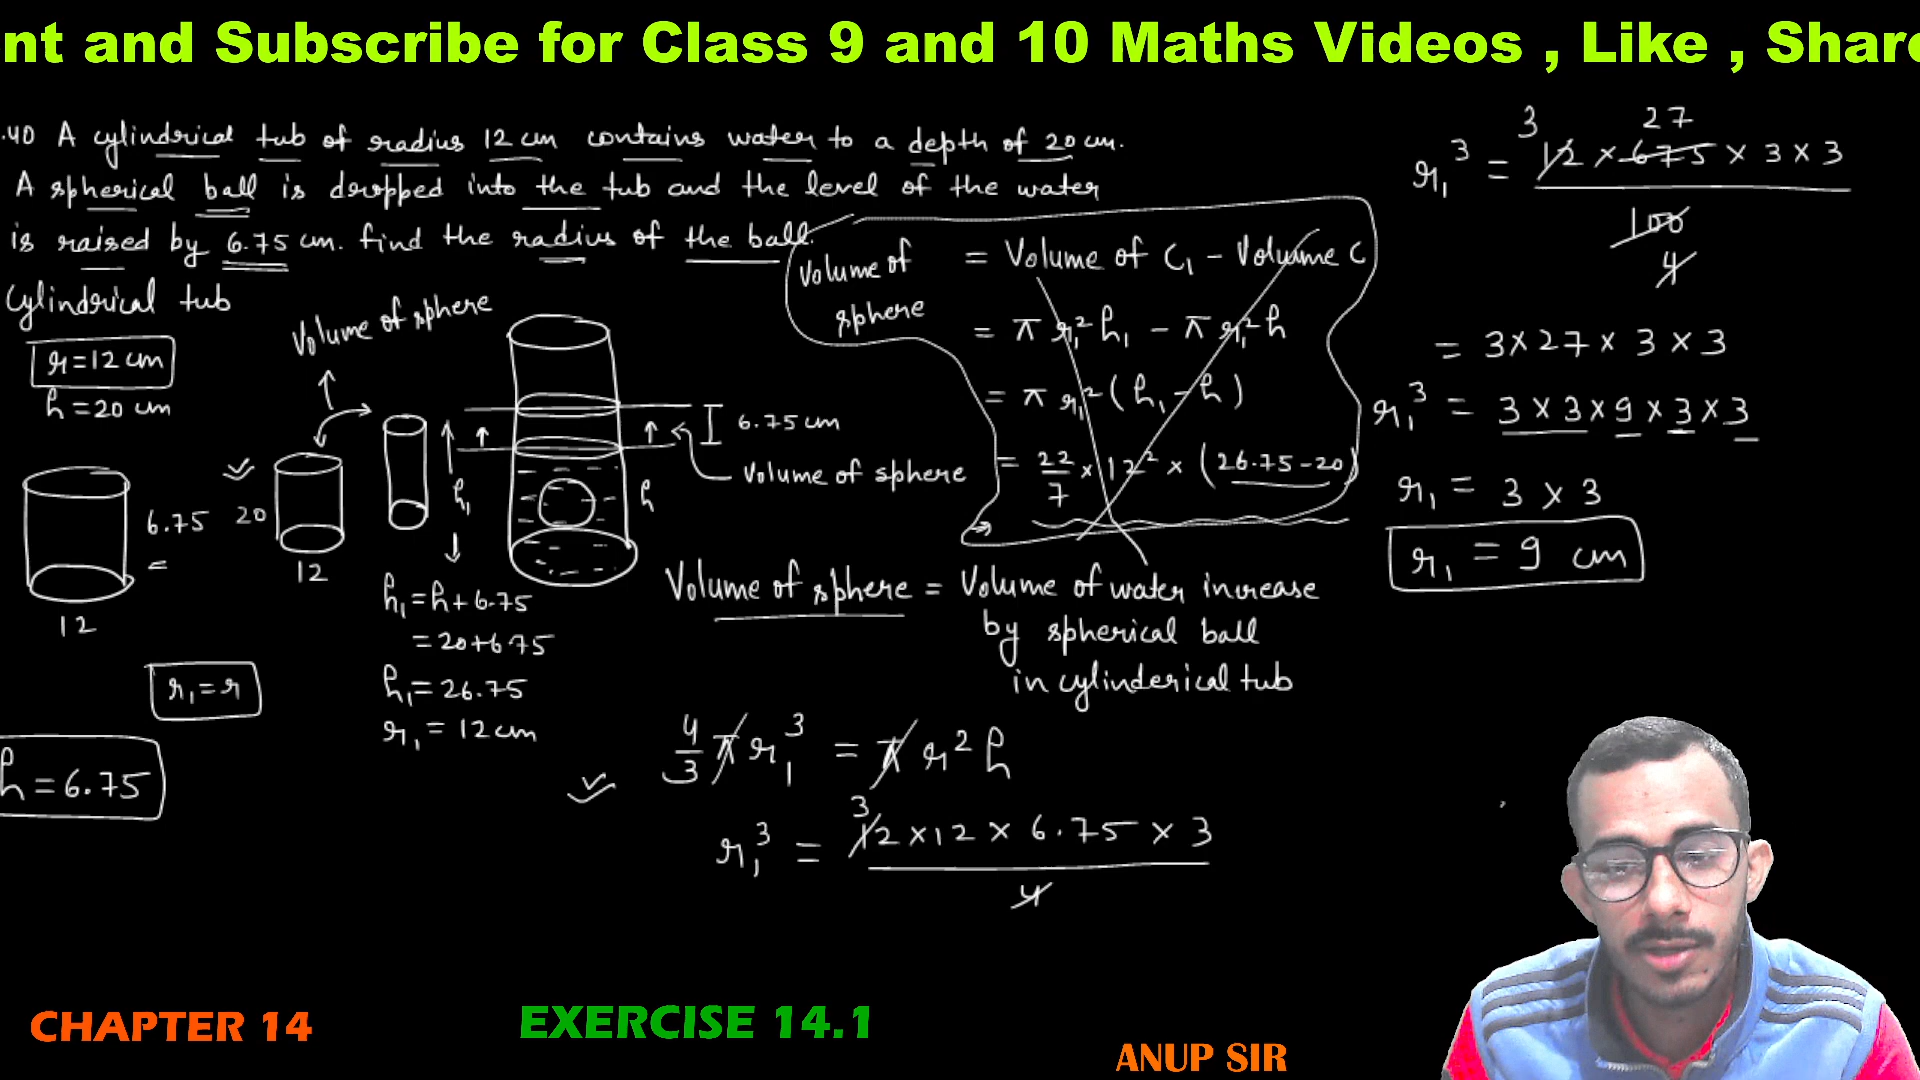 nt and Subscribe for Class 9 and 10 Maths Videos , Like , Share
.40 A cylindrical tub of radius 12 cm contains water to a depth of 20 cm.
A spherical ball is dropped into the tub and the level of the water
is raised by 6.75 cm. find the radius of the ball.
Cylindrical tub
r = 12 cm
h = 20 cm
Volume of sphere
6.75
=
12
20
12
h₁
h₁ = h + 6.75
= 20 + 6.75
h₁ = 26.75
r₁ = 12 cm
r₁ = r
h = 6.75
h
6.75 cm
Volume of sphere
Volume of sphere = Volume of C₁ - Volume C
= π r₁² h₁ - π r₁² h
= π r₁² (h₁ - h)
= 22/7 × 12² × (26.75 - 20)
Volume of sphere = Volume of water increase
by spherical ball
in cylinderical tub
4/3 π r₁³ = π r² h
3
r₁³ = 12 × 12 × 6.75 × 3 / 4
3 27
r₁³ = 12 × 675 × 3 × 3 / 100
4
= 3 × 27 × 3 × 3
r₁³ = 3 × 3 × 9 × 3 × 3
r₁ = 3 × 3
r₁ = 9 cm
CHAPTER 14
EXERCISE 14.1
ANUP SIR